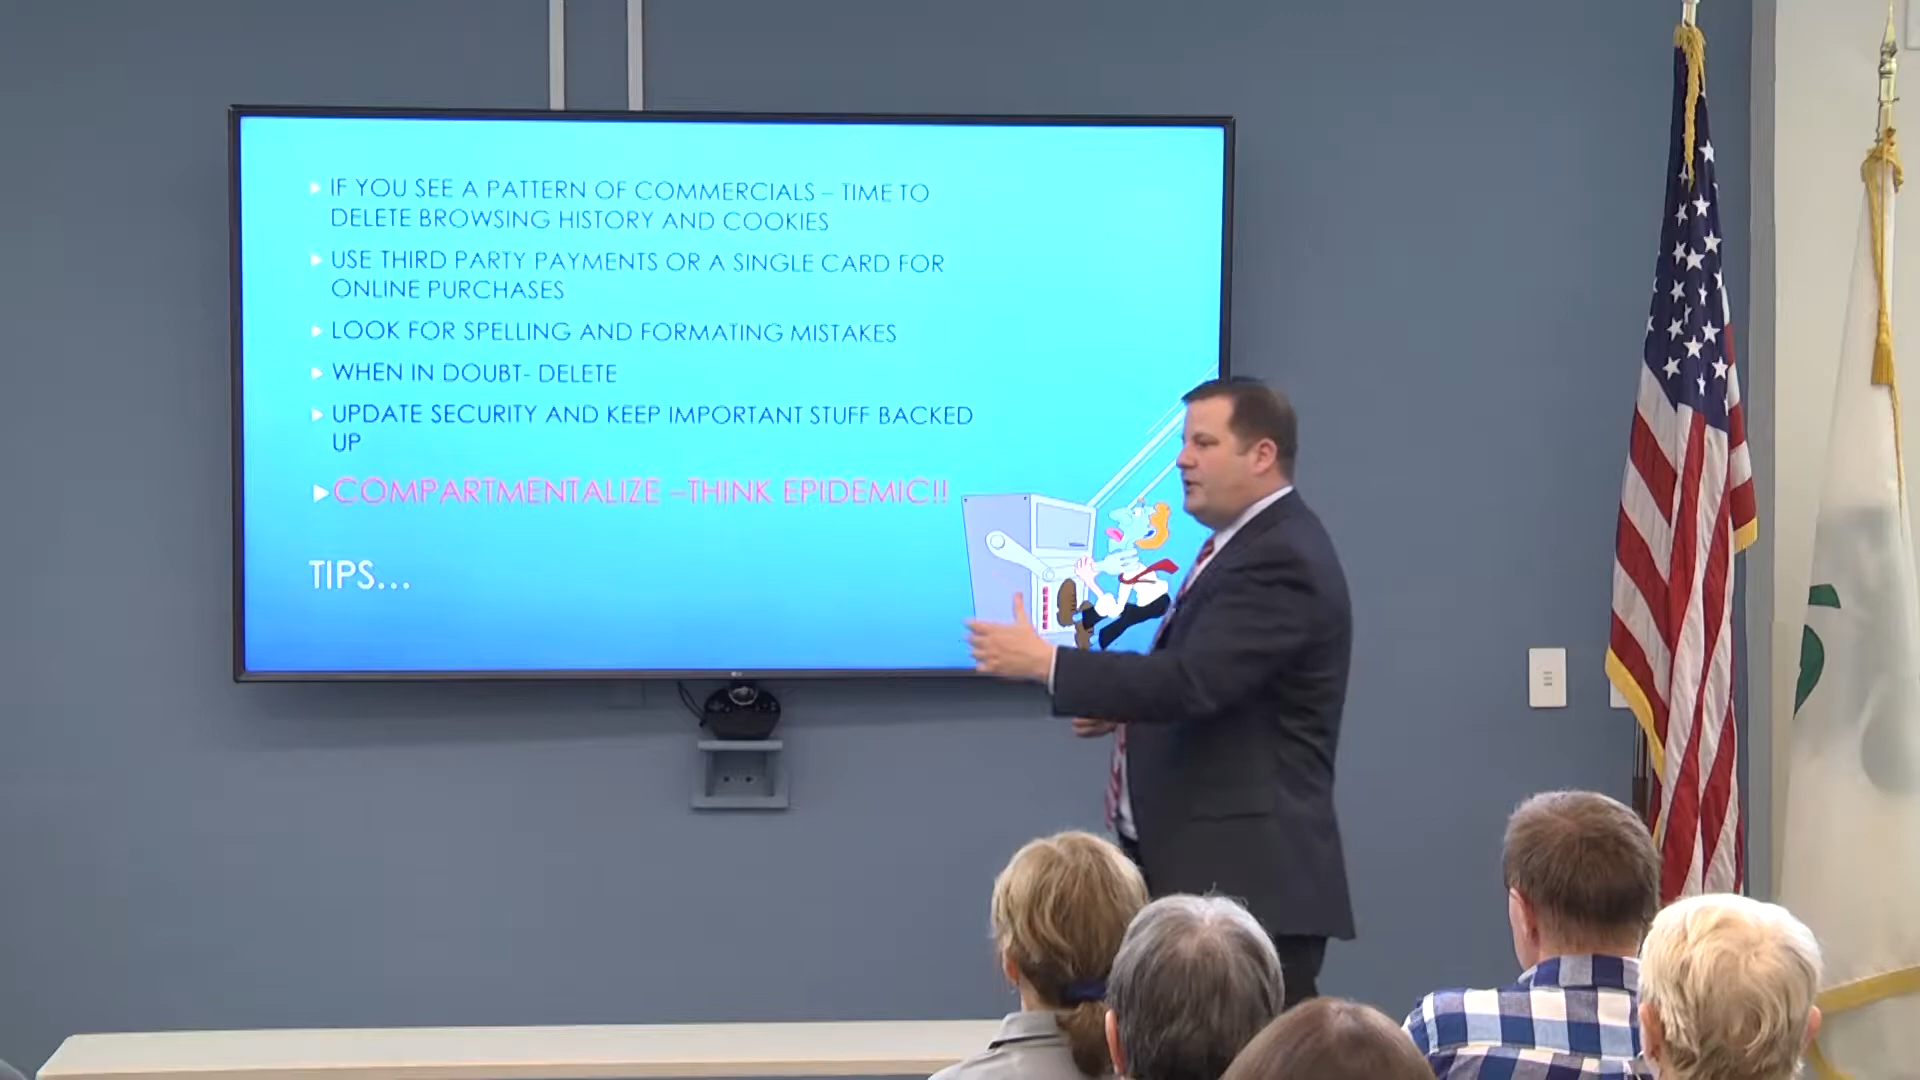 IF YOU SEE A PATTERN OF COMMERCIALS – TIME TO
DELETE BROWSING HISTORY AND COOKIES
USE THIRD PARTY PAYMENTS OR A SINGLE CARD FOR
ONLINE PURCHASES
LOOK FOR SPELLING AND FORMATING MISTAKES
WHEN IN DOUBT- DELETE
UPDATE SECURITY AND KEEP IMPORTANT STUFF BACKED
UP
COMPARTMENTALIZE –THINK EPIDEMIC!!
TIPS...